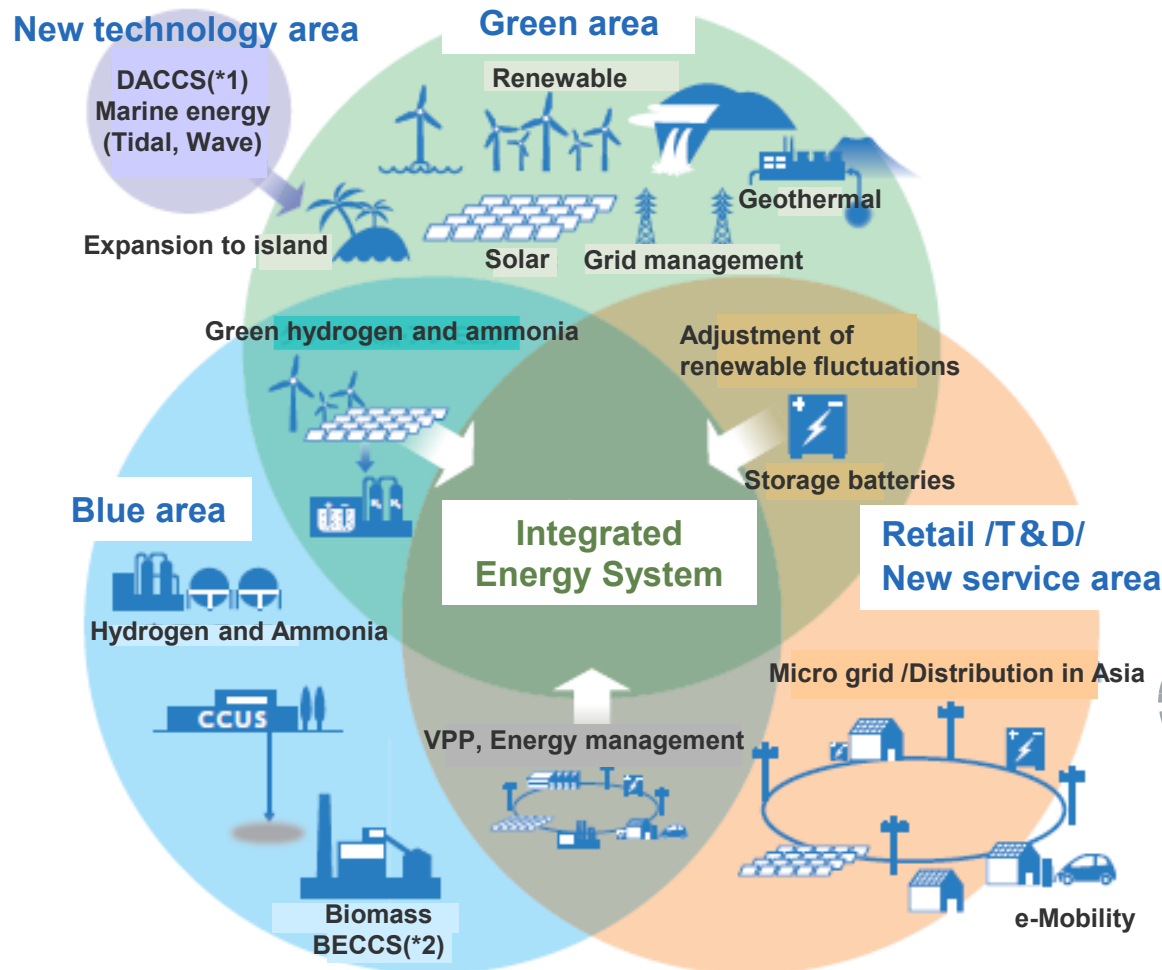 New technology area
DACCS(*1)
Marine energy
(Tidal, Wave)
Green area
Renewable
Geothermal
Expansion to island
Solar
Grid management
Green hydrogen and ammonia
Adjustment of
renewable fluctuations
Storage batteries
Blue area
Integrated
Energy System
Retail /T&D/
New service area
Hydrogen and Ammonia
CCUS
Micro grid /Distribution in Asia
VPP, Energy management
Biomass
BECCS(*2)
e-Mobility